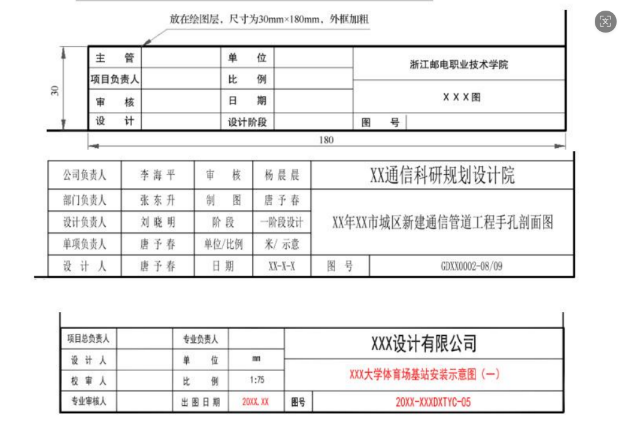 放在绘图层，尺寸为30mm×180mm，外框加粗
主 管 单 位 浙江邮电职业技术学院
项目负责人 比 例
审 核 日 期 X X X图
设 计 设计阶段 图 号
30
180
公司负责人 李海平 审 核 杨晨晨 XX通信科研规划设计院
部门负责人 张东升 制 图 唐予春
设计负责人 刘晓明 阶段 一阶段设计 XX年XX市城区新建通信管道工程手孔剖面图
单项负责人 唐予春 单位/比例 米/示意
设 计 人 唐予春 日 期 XX-X-X 图 号 GDXX0002-08/09
项目总负责人 专业负责人 XXX设计有限公司
设 计 人 单 位 mm
校 审 人 比 例 1:75 XXX大学体育场基站安装示意图（一）
专业审核人 出图日期 20XX.XX 图号 20XX-XXXDXTYC-05